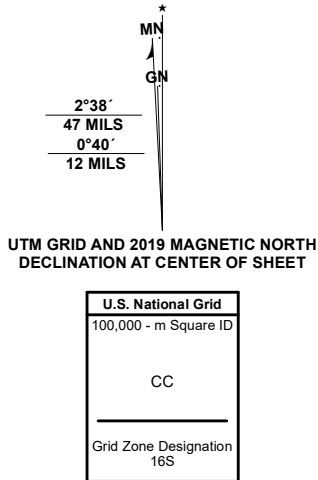 MN
GN
2°38´
47 MILS
0°40´
12 MILS
UTM GRID AND 2019 MAGNETIC NORTH
DECLINATION AT CENTER OF SHEET
U.S. National Grid
100,000 - m Square ID
CC
Grid Zone Designation
16S